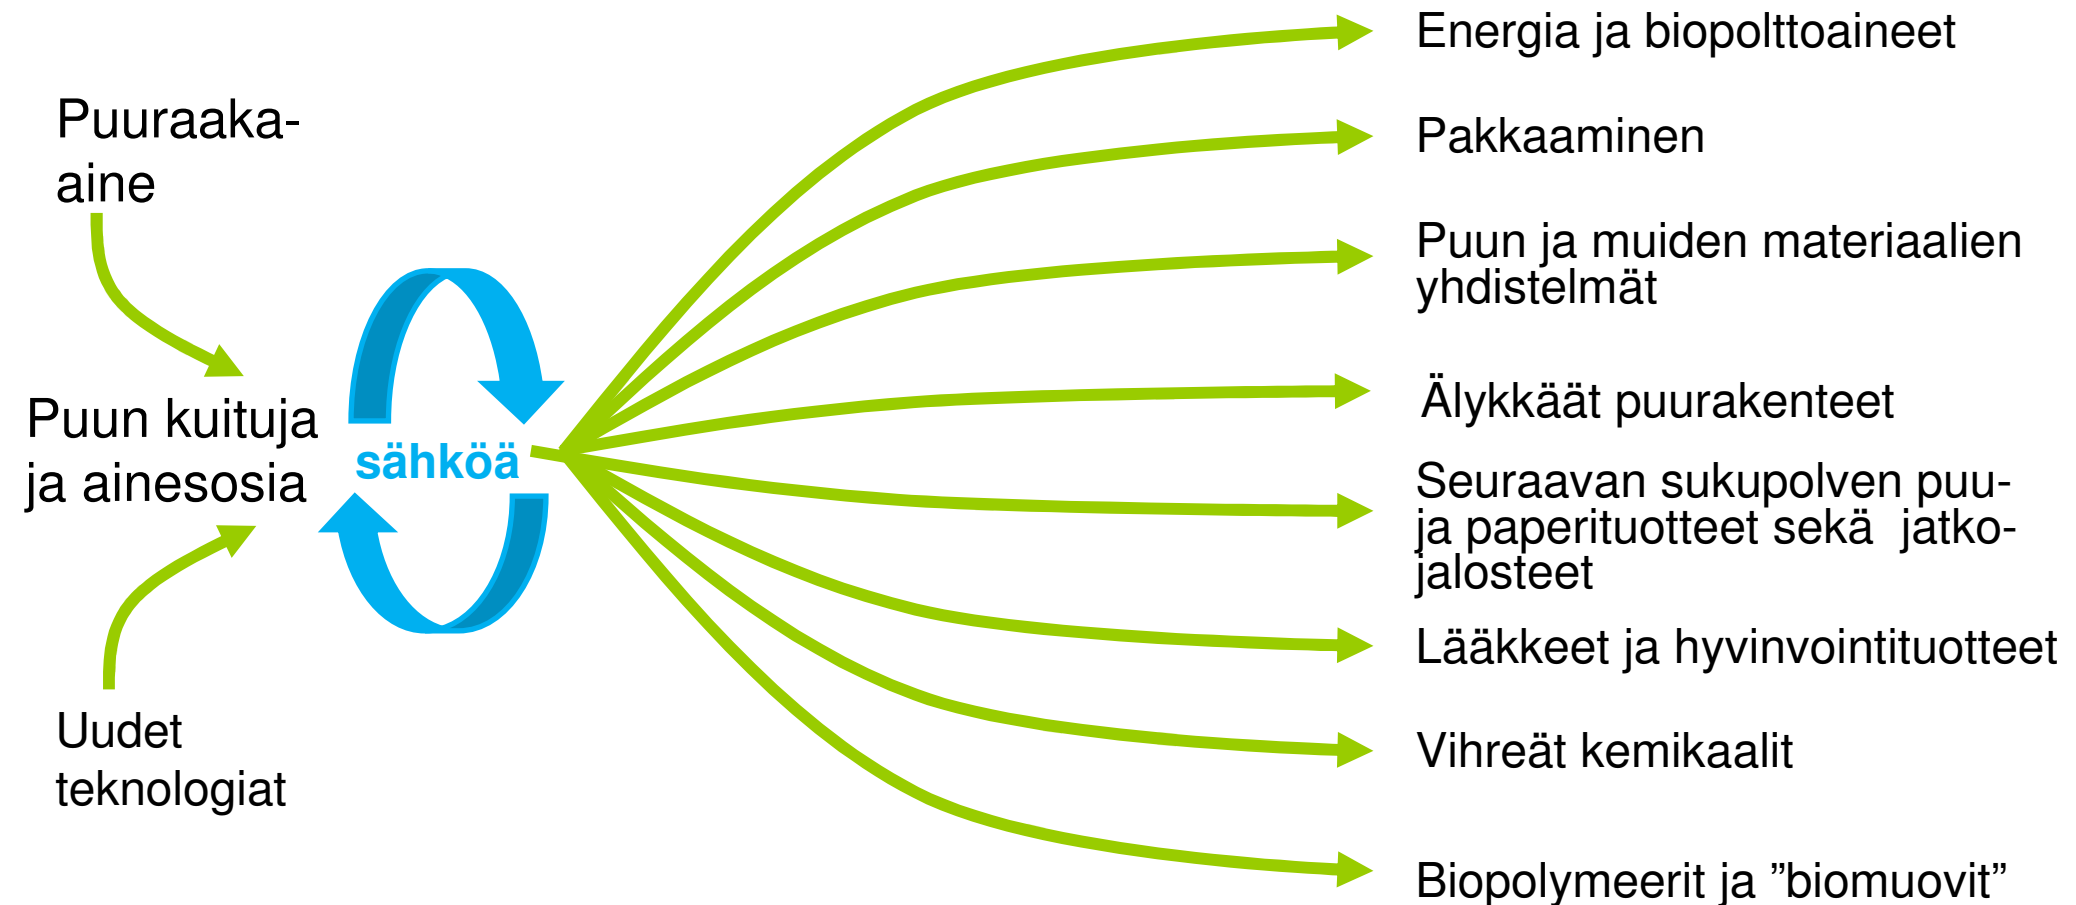 Puuraaka-
aine
Puun kuituja
ja ainesosia
Uudet
teknologiat
sähköä
Energia ja biopolttoaineet
Pakkaaminen
Puun ja muiden materiaalien
yhdistelmät
Älykkäät puurakenteet
Seuraavan sukupolven puu-
ja paperituotteet sekä  jatko-
jalosteet
Lääkkeet ja hyvinvointituotteet
Vihreät kemikaalit
Biopolymeerit ja ”biomuovit”